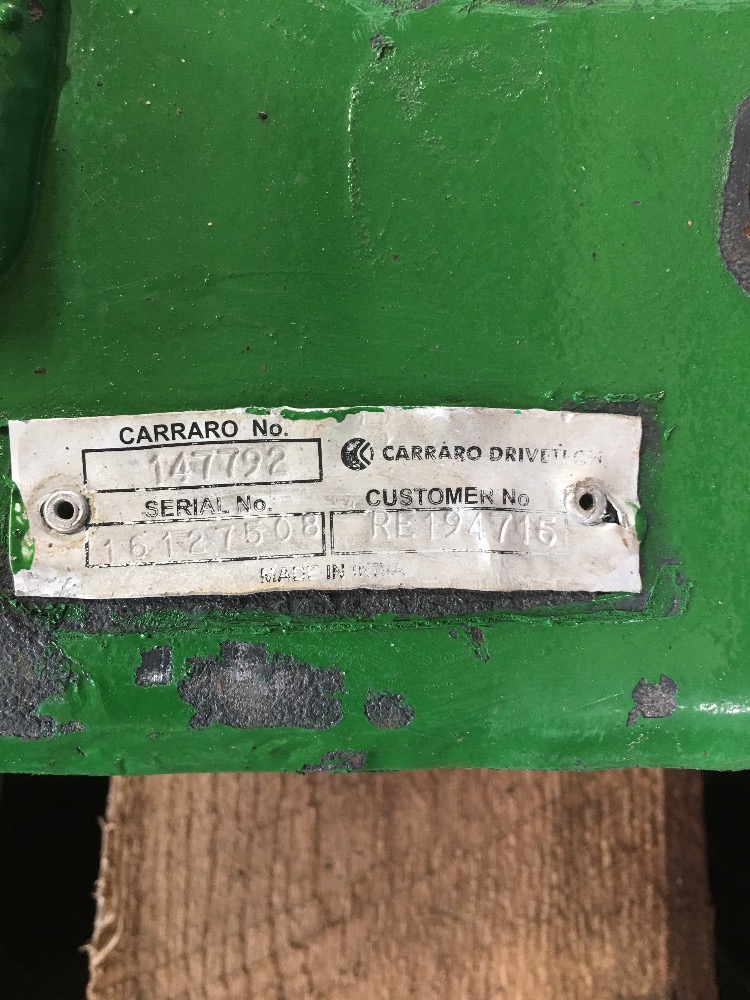 CARRARO No.
147792
CARRARO DRIVETECH
SERIAL No.
CUSTOMER No
16127508
RE194715
MADE IN INDIA